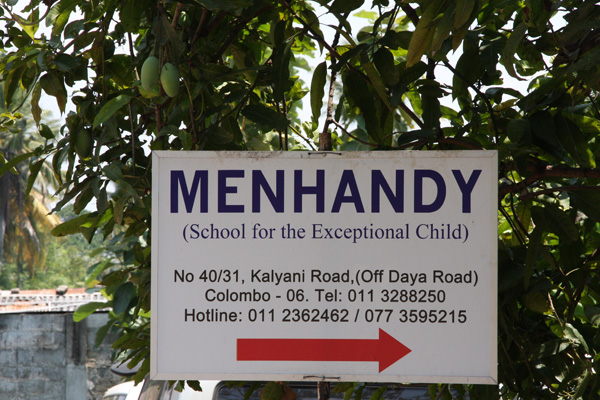 MENHANDY
(School for the Exceptional Child)
No 40/31, Kalyani Road,(Off Daya Road)
Colombo - 06. Tel: 011 3288250
Hotline: 011 2362462 / 077 3595215